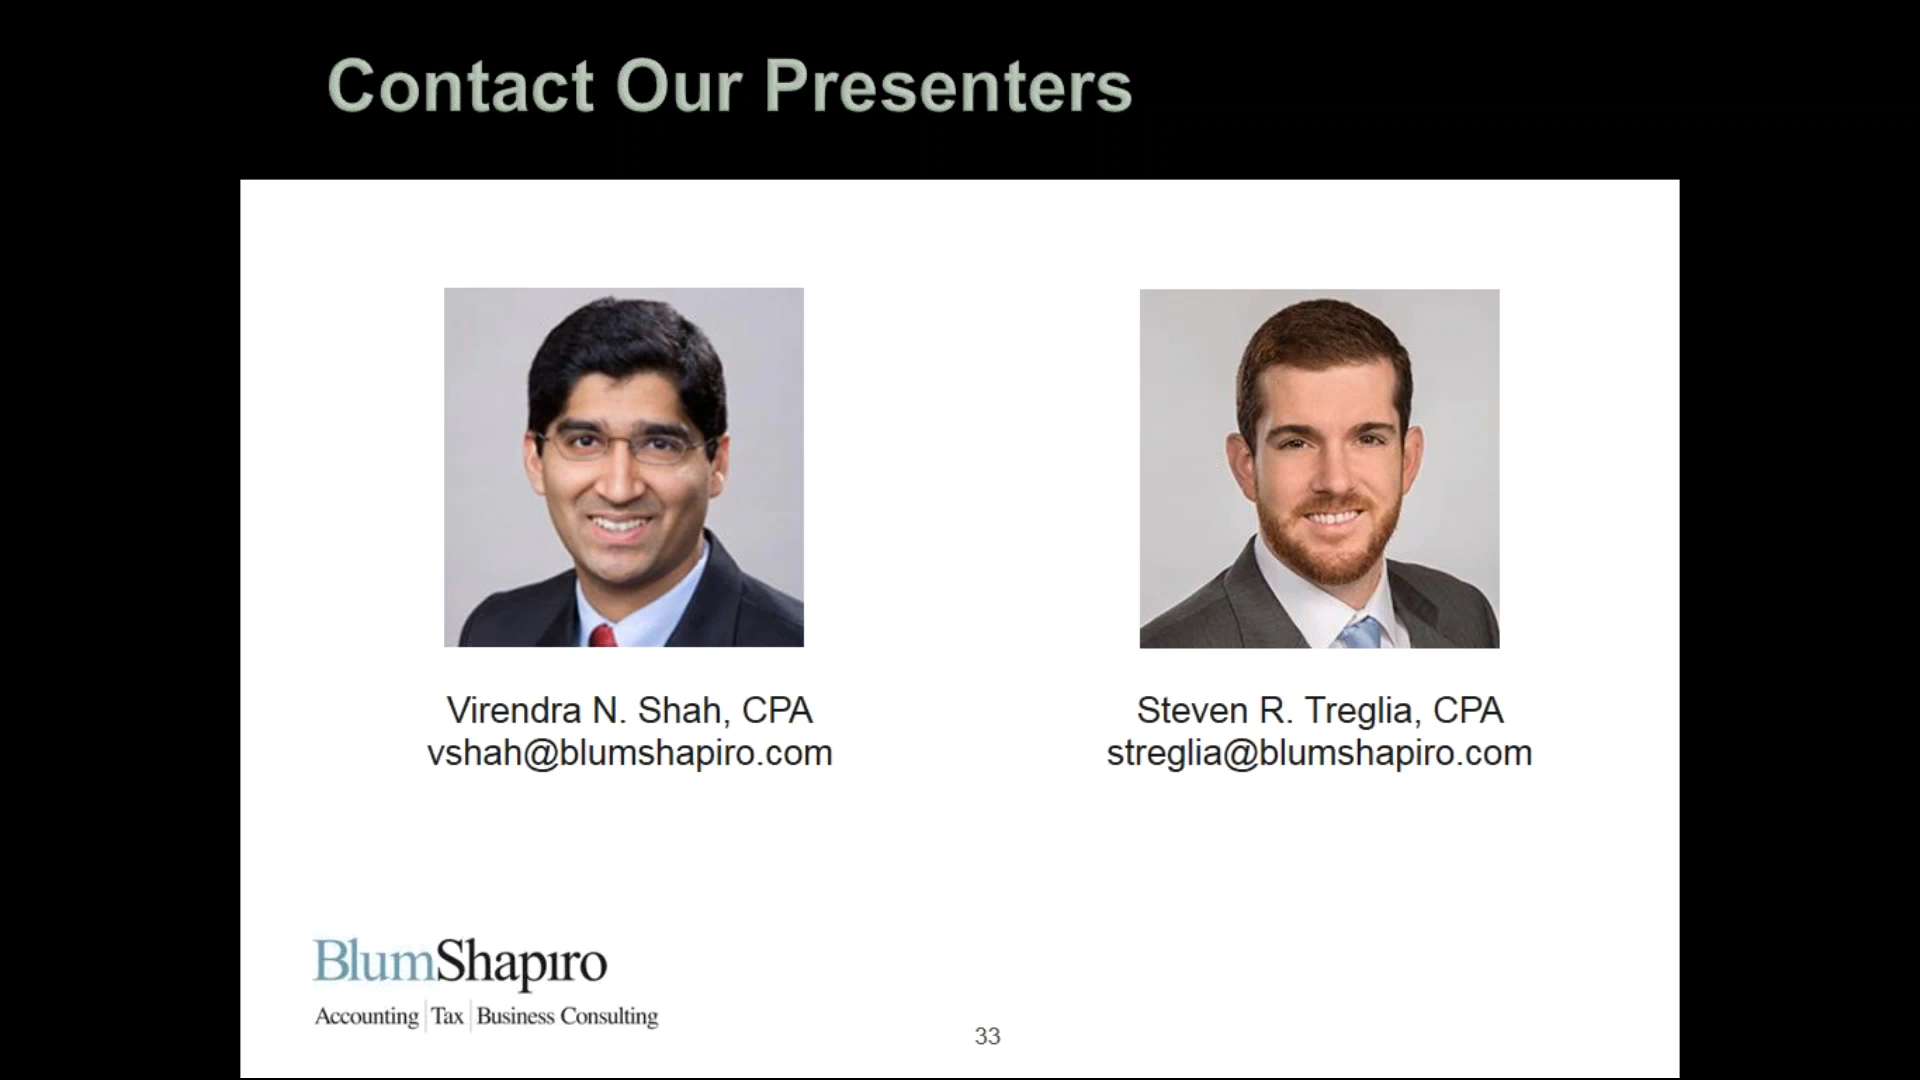 Contact Our Presenters
Virendra N. Shah, CPA
vshah@blumshapiro.com
Steven R. Treglia, CPA
streglia@blumshapiro.com
BlumShapiro
Accounting | Tax | Business Consulting
33